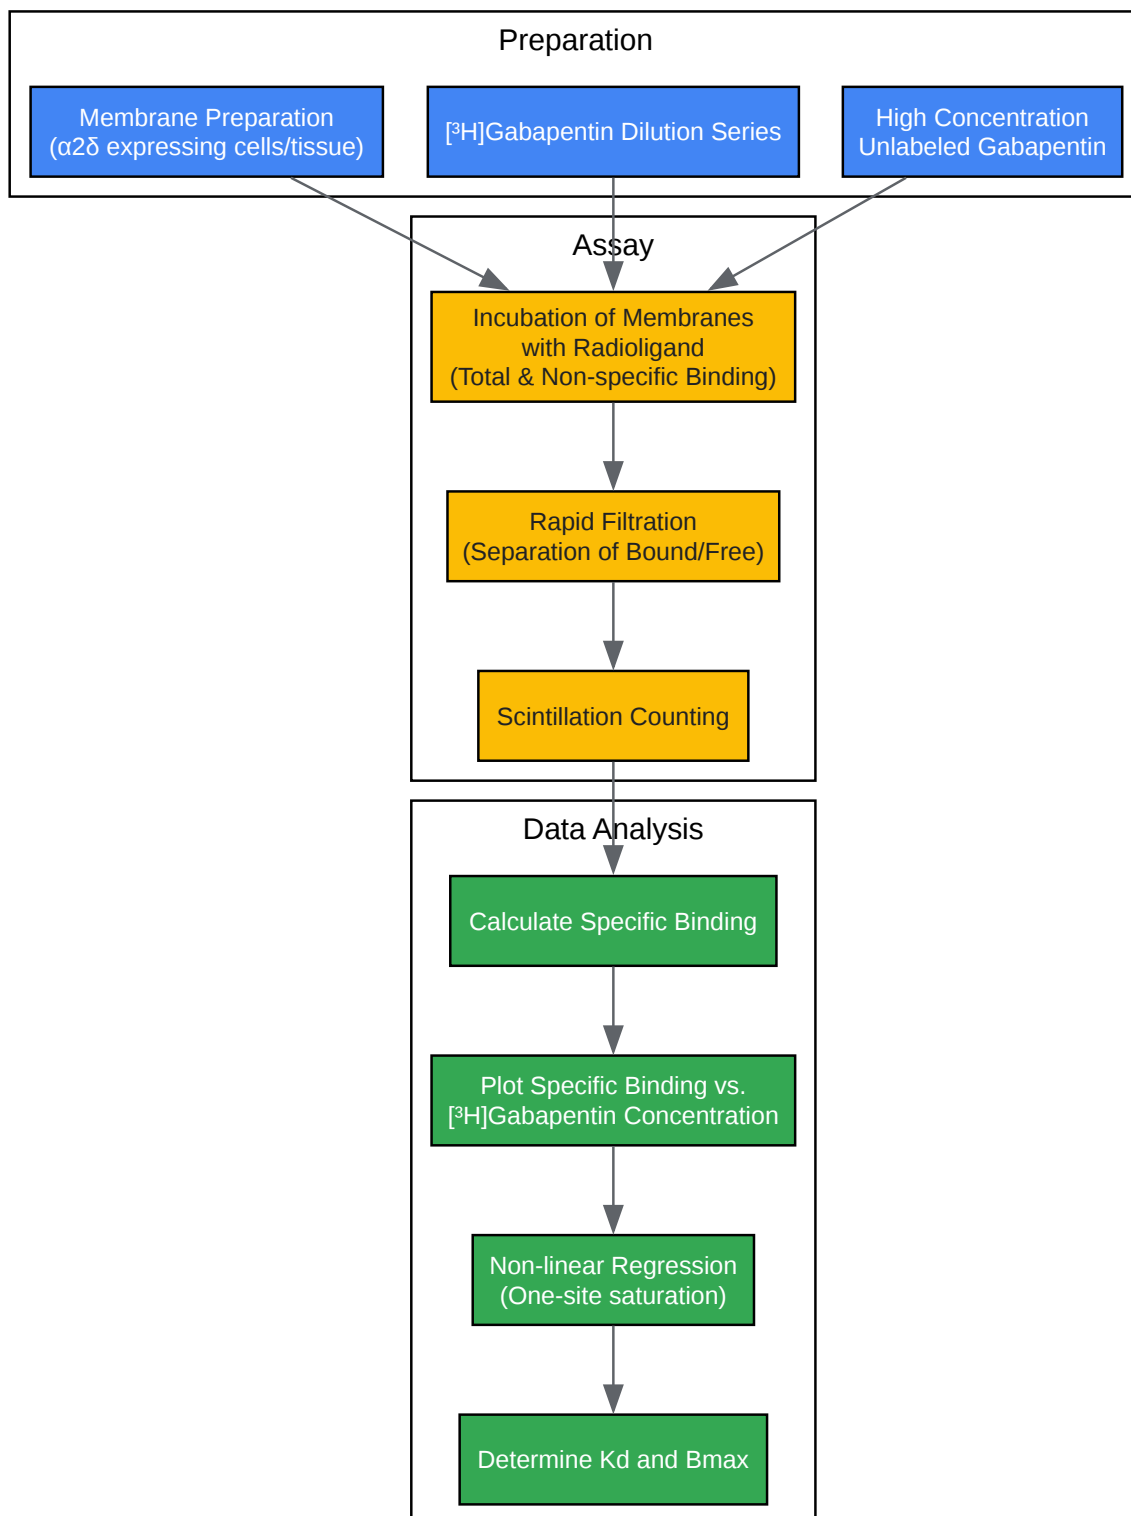 Preparation
Membrane Preparation
(α2δ expressing cells/tissue)
[³H]Gabapentin Dilution Series
High Concentration
Unlabeled Gabapentin
Assay
Incubation of Membranes
with Radioligand
(Total & Non-specific Binding)
Rapid Filtration
(Separation of Bound/Free)
Scintillation Counting
Data Analysis
Calculate Specific Binding
Plot Specific Binding vs.
[³H]Gabapentin Concentration
Non-linear Regression
(One-site saturation)
Determine Kd and Bmax